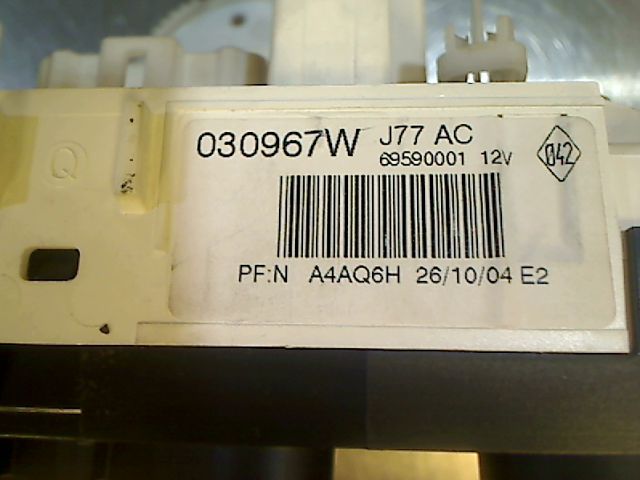 030967W J77 AC
69590001 12V
042
PF:N A4AQ6H 26/10/04 E2
Q